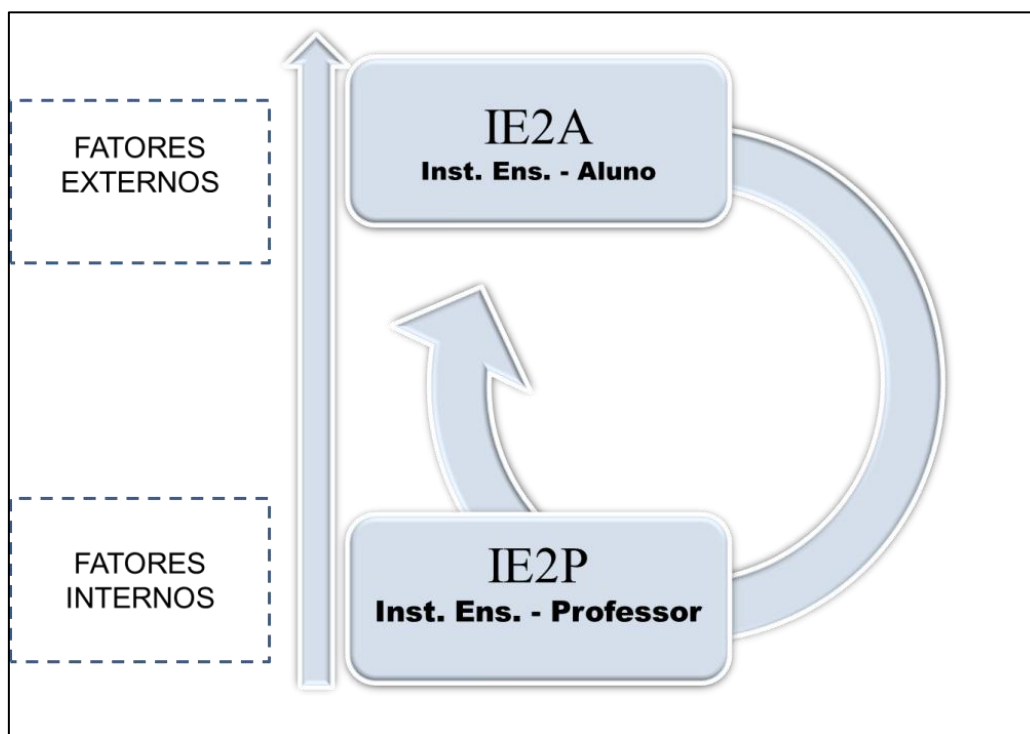 FATORES
EXTERNOS
IE2A
Inst. Ens. - Aluno
FATORES
INTERNOS
IE2P
Inst. Ens. - Professor